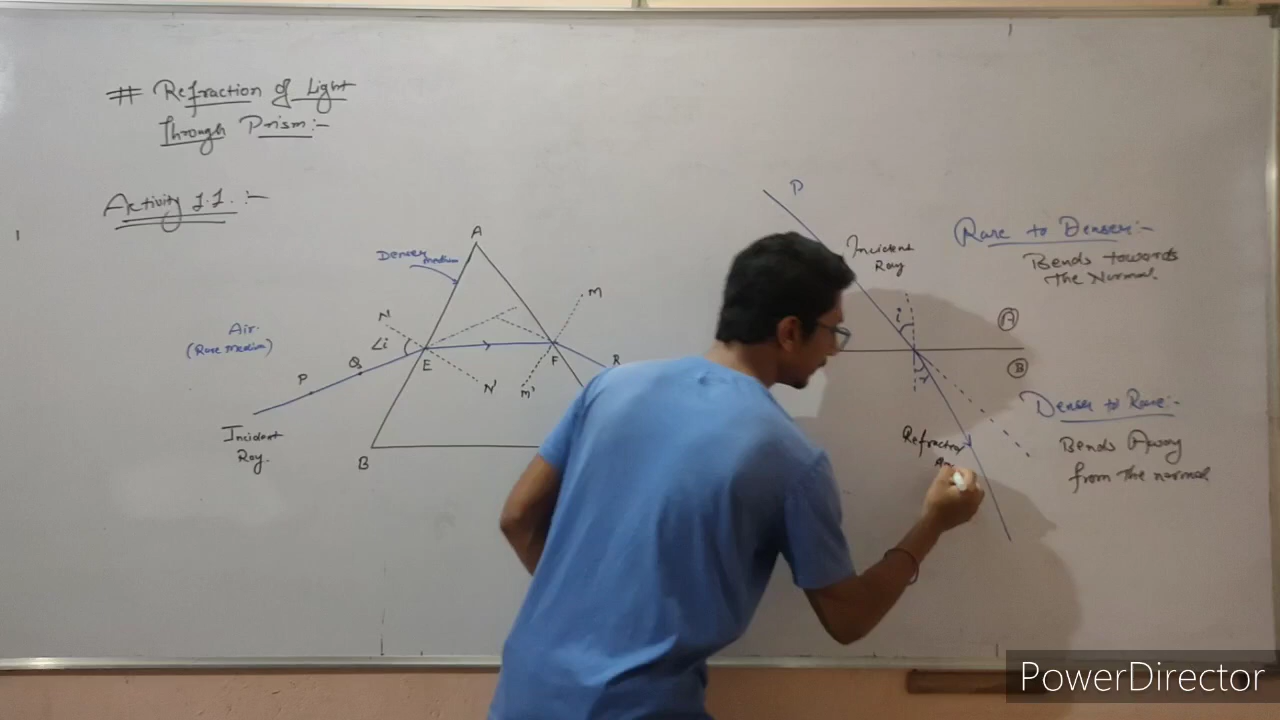 # Refraction of Light
Through Prism:-
Activity 1.1. :-
A
Denser medium
Air.
(Rare Medium)
N
M
∠i
P
Q
E
F
R
N'
M'
Incident
Ray.
B
P
Incident
Ray
i
r
A
B
Rare to Denser:-
Bends towards
The Normal.
Denser to Rare:-
Bends Away
from The normal
PowerDirector